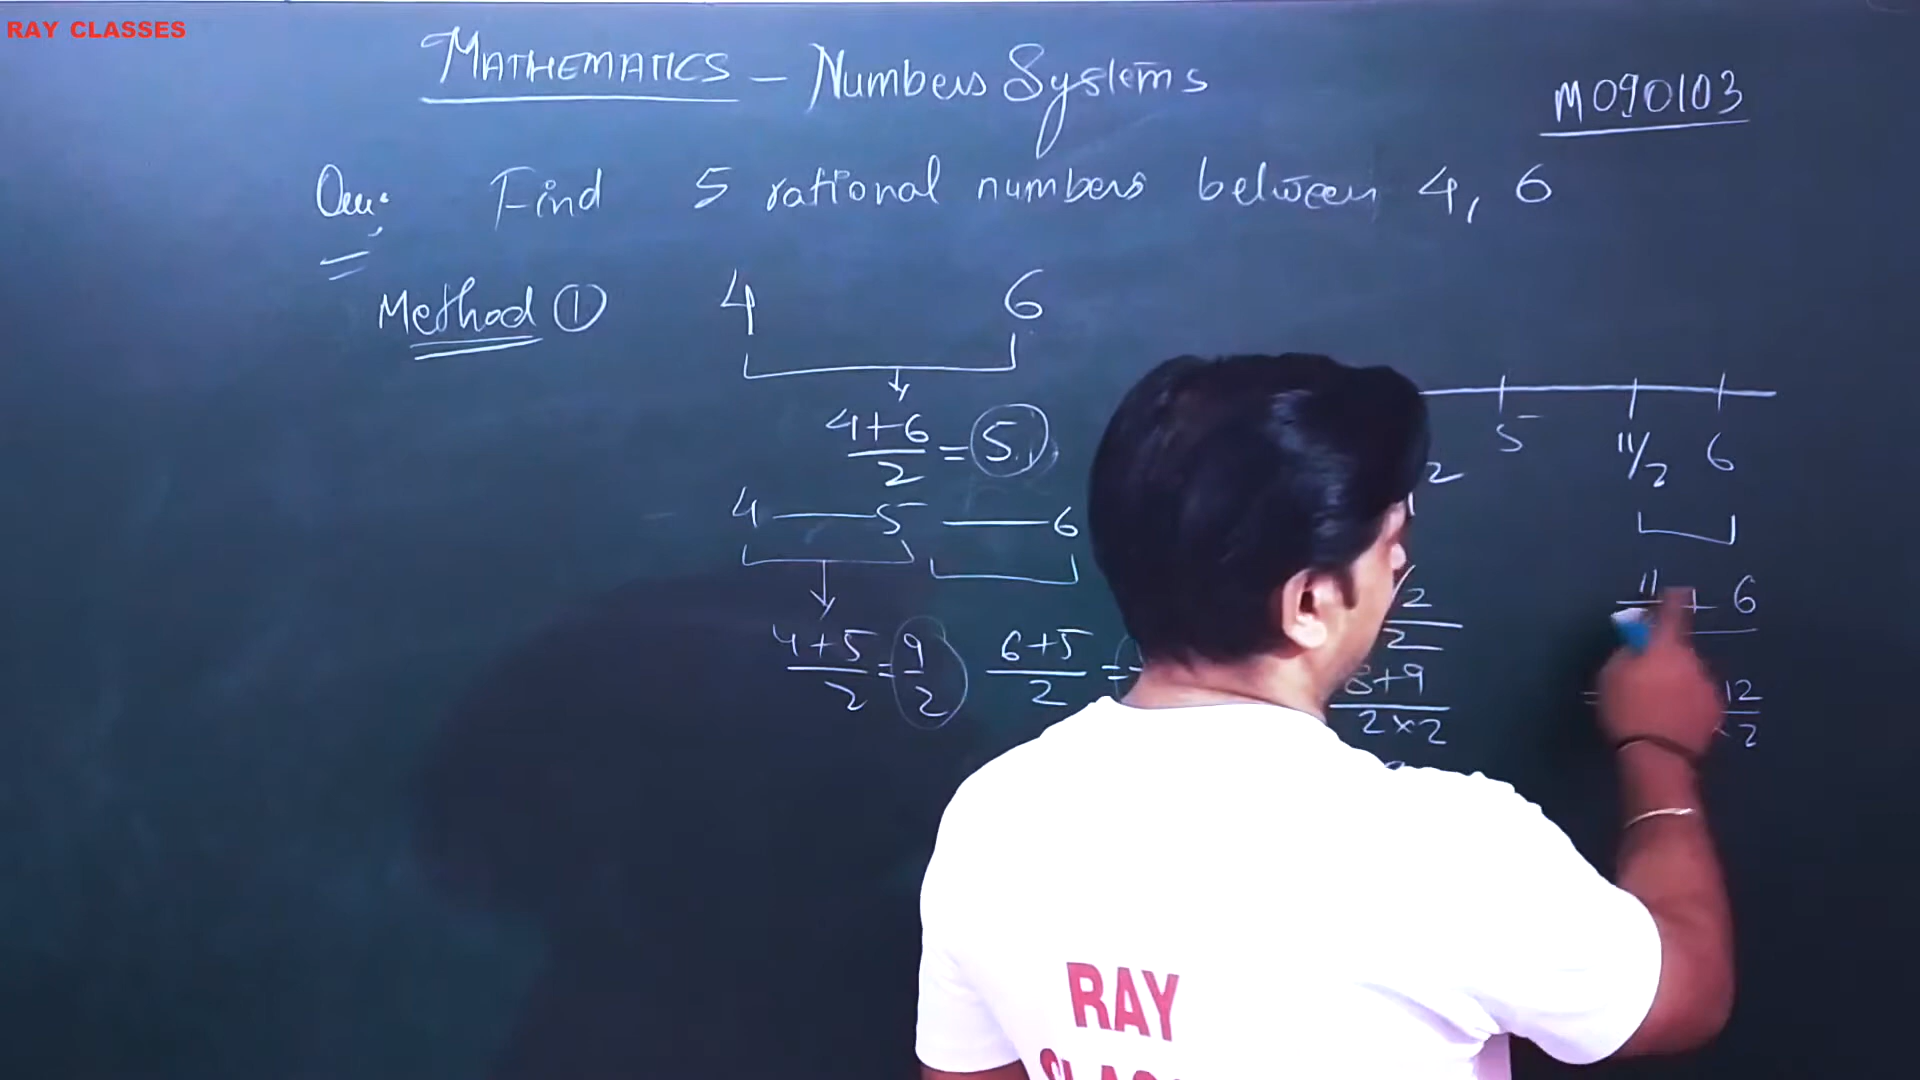 RAY CLASSES
MATHEMATICS - Numbers Systems
M090103
Que: Find 5 rational numbers between 4, 6
Method ① 4 6
4+6/2 = 5
4 — 5 — 6
4+5/2 = 9/2 6+5/2 =
5 11/2 6
2
11 + 6
/2
2
8+9/2×2
= 12
×2
RAY